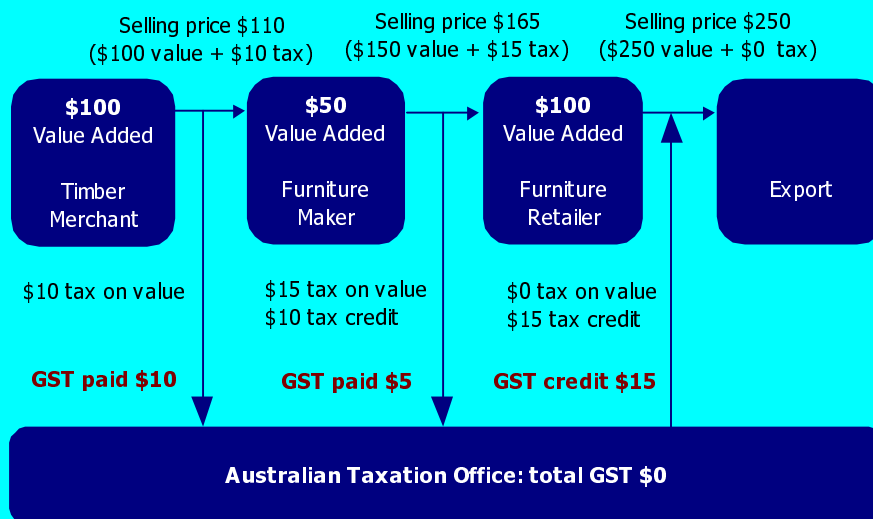 Selling price $110
($100 value + $10 tax)
Selling price $165
($150 value + $15 tax)
Selling price $250
($250 value + $0 tax)
$100
Value Added
Timber
Merchant
$50
Value Added
Furniture
Maker
$100
Value Added
Furniture
Retailer
Export
$10 tax on value
$15 tax on value
$10 tax credit
$0 tax on value
$15 tax credit
GST paid $10
GST paid $5
GST credit $15
Australian Taxation Office: total GST $0